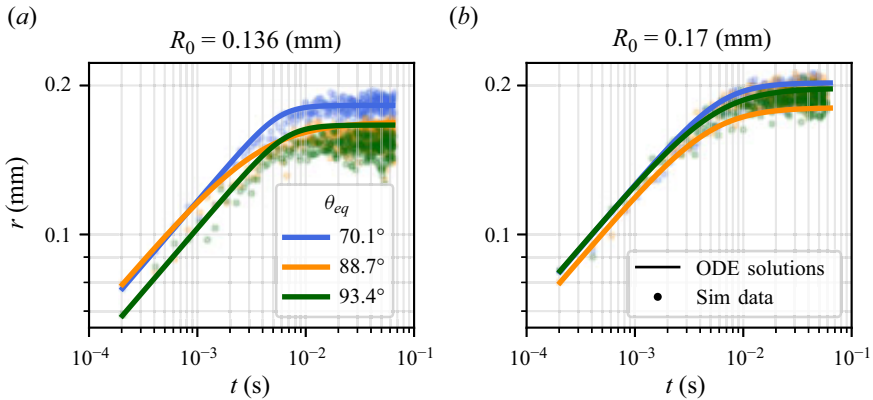 (a)
R₀ = 0.136 (mm)
0.2
0.1
r (mm)
θeq
70.1°
88.7°
93.4°
10⁻⁴
10⁻³
10⁻²
10⁻¹
t (s)
(b)
R₀ = 0.17 (mm)
0.2
0.1
ODE solutions
Sim data
10⁻⁴
10⁻³
10⁻²
10⁻¹
t (s)